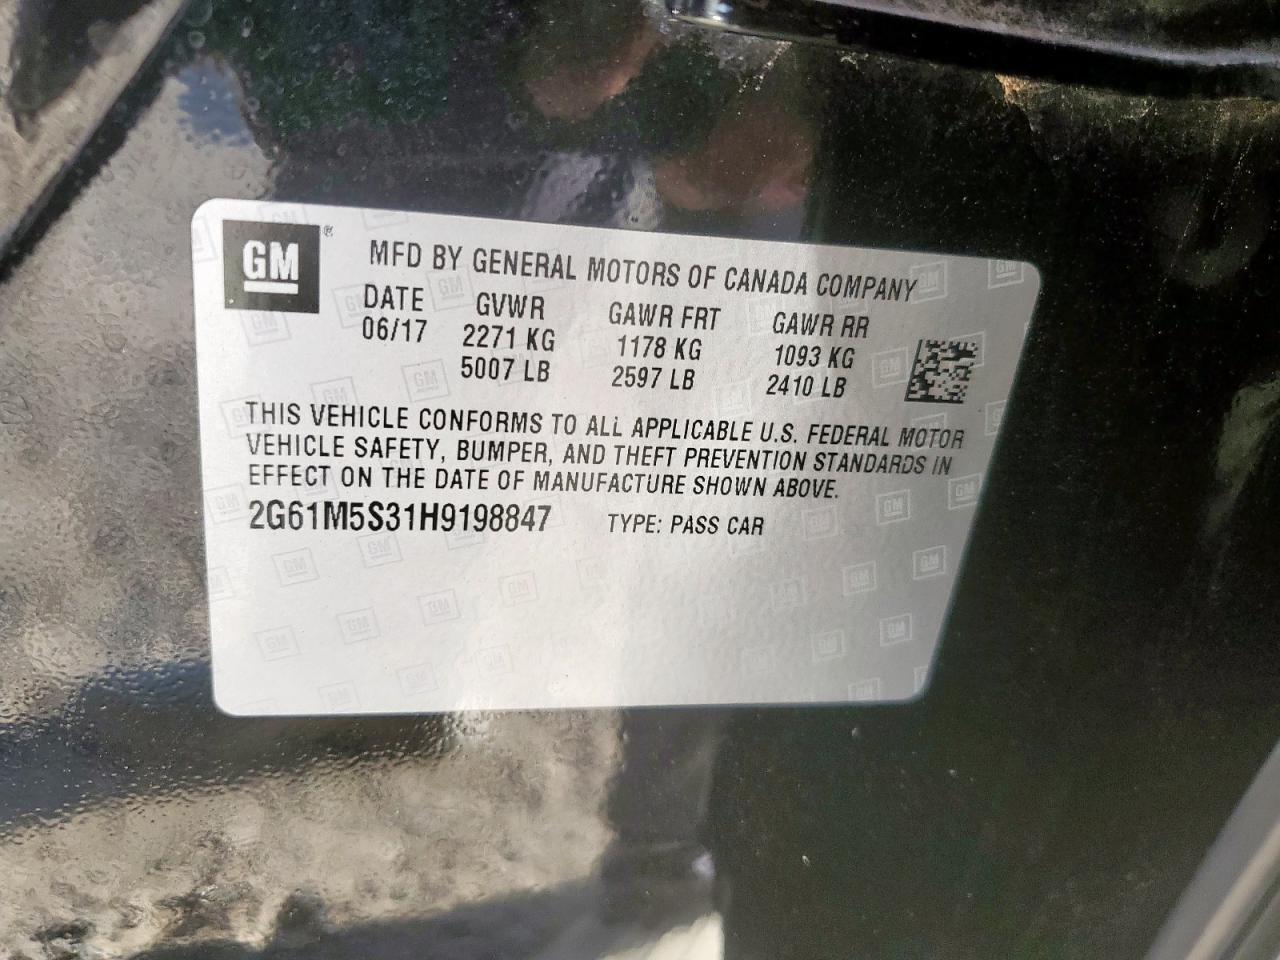 GM®
MFD BY GENERAL MOTORS OF CANADA COMPANY
DATE GVWR GAWR FRT GAWR RR
06/17 2271 KG 1178 KG 1093 KG
5007 LB 2597 LB 2410 LB
THIS VEHICLE CONFORMS TO ALL APPLICABLE U.S. FEDERAL MOTOR
VEHICLE SAFETY, BUMPER, AND THEFT PREVENTION STANDARDS IN
EFFECT ON THE DATE OF MANUFACTURE SHOWN ABOVE.
2G61M5S31H9198847 TYPE: PASS CAR